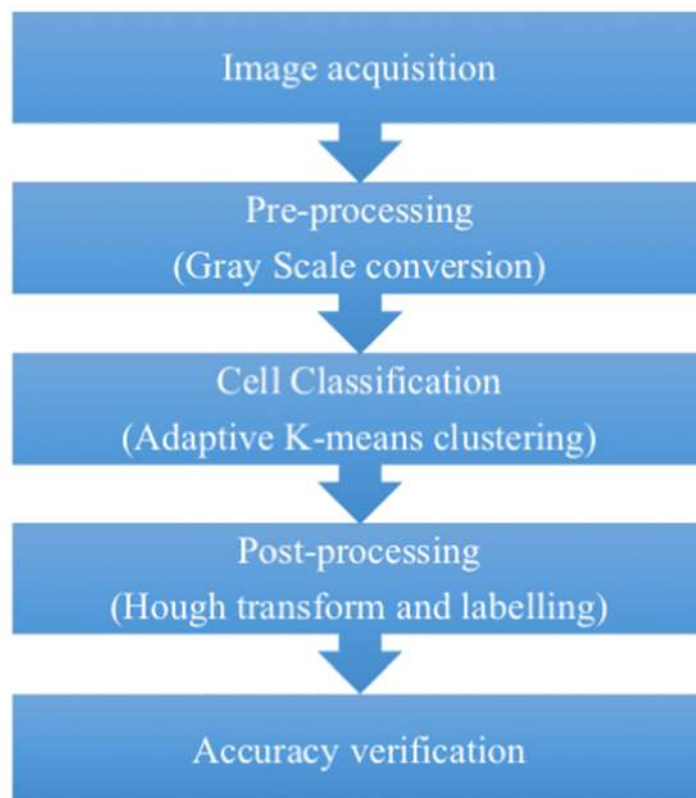 Image acquisition
Pre-processing
(Gray Scale conversion)
Cell Classification
(Adaptive K-means clustering)
Post-processing
(Hough transform and labelling)
Accuracy verification